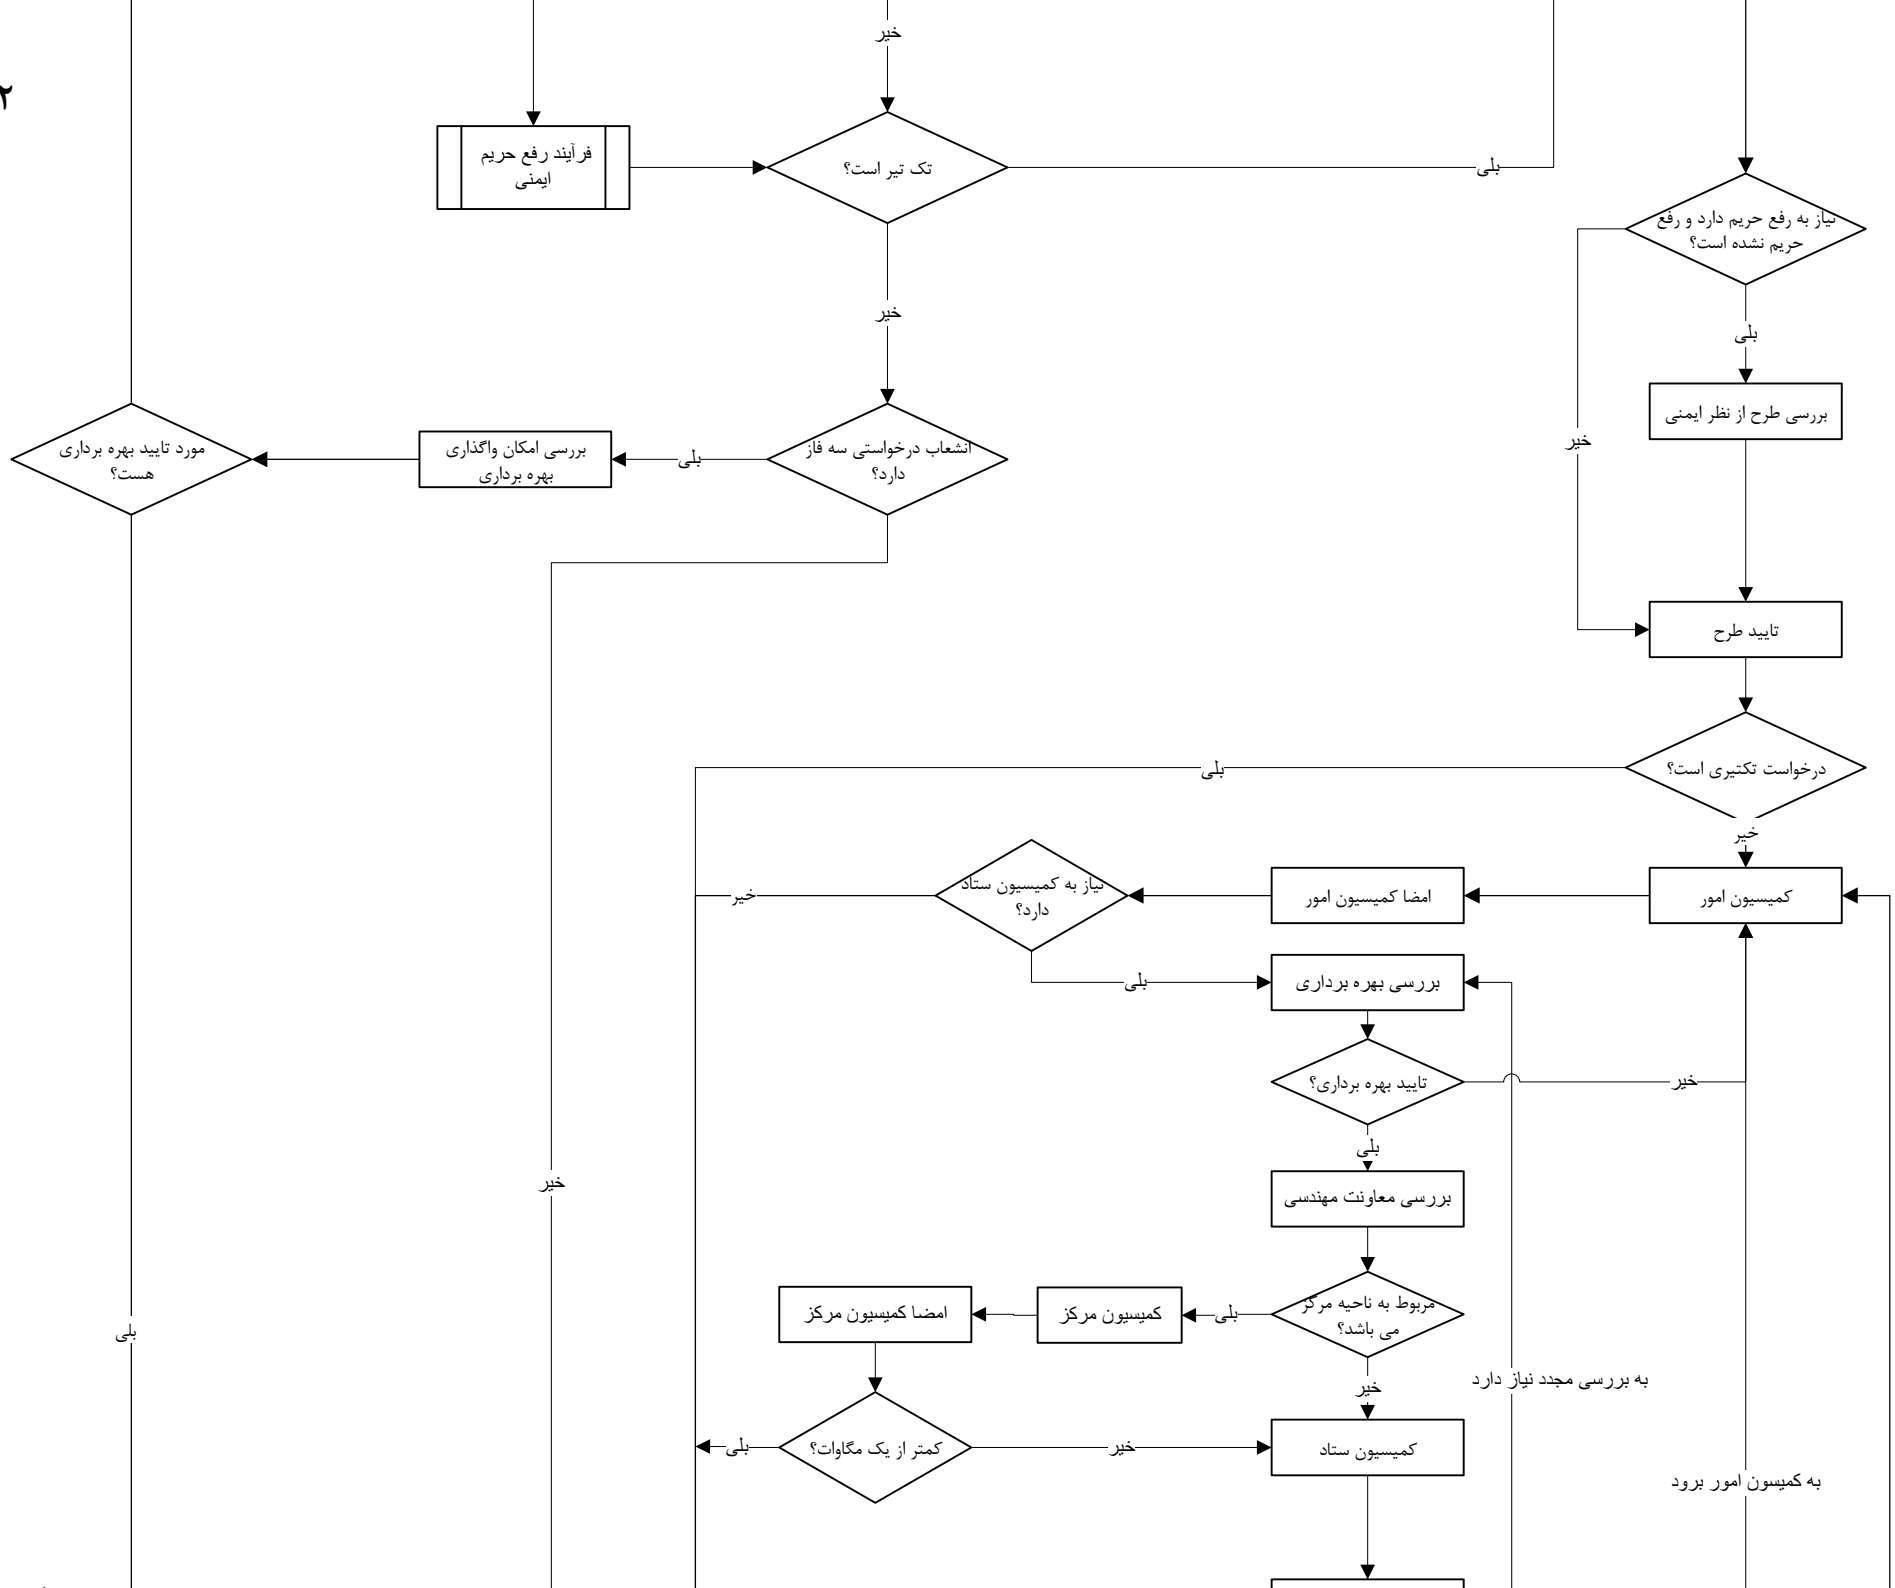 خیر
۲
فرآیند رفع حریم
ایمنی
تک تیر است؟
بلی
نیاز به رفع حریم دارد و رفع
حریم نشده است؟
خیر
بلی
بررسی طرح از نظر ایمنی
خیر
مورد تایید بهره برداری
هست؟
بررسی امکان واگذاری
بهره برداری
بلی
انشعاب درخواستی سه فاز
دارد؟
تایید طرح
درخواست تکتیری است؟
بلی
خیر
کمیسیون امور
امضا کمیسیون امور
نیاز به کمیسیون ستاد
دارد؟
خیر
بلی
بررسی بهره برداری
تایید بهره برداری؟
خیر
بلی
خیر
بررسی معاونت مهندسی
مربوط به ناحیه مرکز
می باشد؟
بلی
کمیسیون مرکز
امضا کمیسیون مرکز
بلی
به بررسی مجدد نیاز دارد
خیر
کمتر از یک مگاوات؟
بلی
خیر
کمیسیون ستاد
به کمیسون امور برود